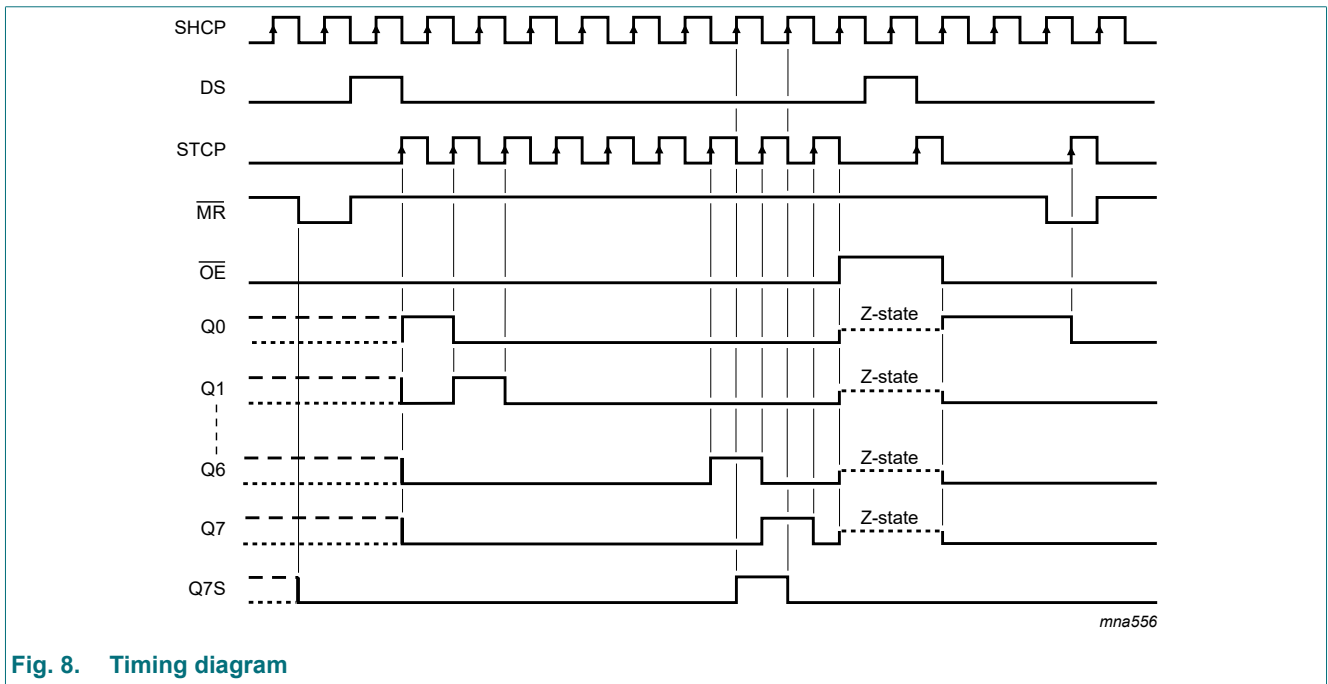 SHCP
DS
STCP
MR
OE
Q0 Z-state
Q1 Z-state
Q6 Z-state
Q7 Z-state
Q7S
mna556
Fig. 8. Timing diagram